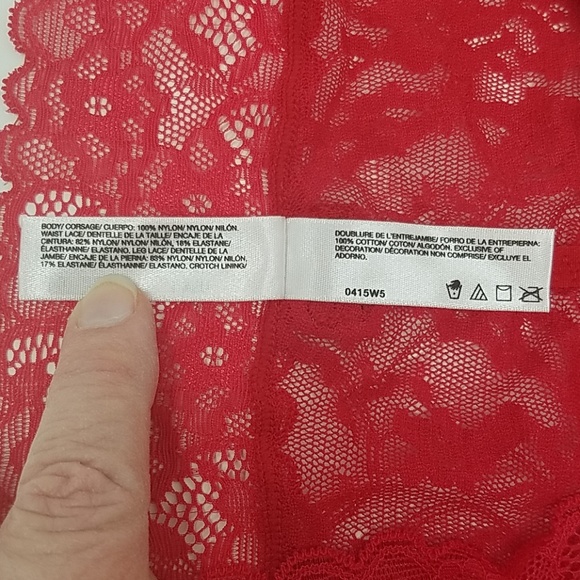 BODY/ CORSAGE/ CUERPO: 100% NYLON/ NYLON/ NILÓN.
WAIST LACE/ DENTELLE DE LA TAILLE/ ENCAJE DE LA
CINTURA: 82% NYLON/ NYLON/ NILÓN, 18% ELASTANE/
ÉLASTHANNE/ ELASTANO. LEG LACE/ DENTELLE DE LA
JAMBE/ ENCAJE DE LA PIERNA: 83% NYLON/ NYLON/ NILÓN,
17% ELASTANE/ ÉLASTHANNE/ ELASTANO. CROTCH LINING/
DOUBLURE DE L'ENTREJAMBE/ FORRO DE LA ENTREPIERNA:
100% COTTON/ COTON/ ALGODÓN. EXCLUSIVE OF
DECORATION/ DÉCORATION NON COMPRISE/ EXCLUYE EL
ADORNO.
0415W5